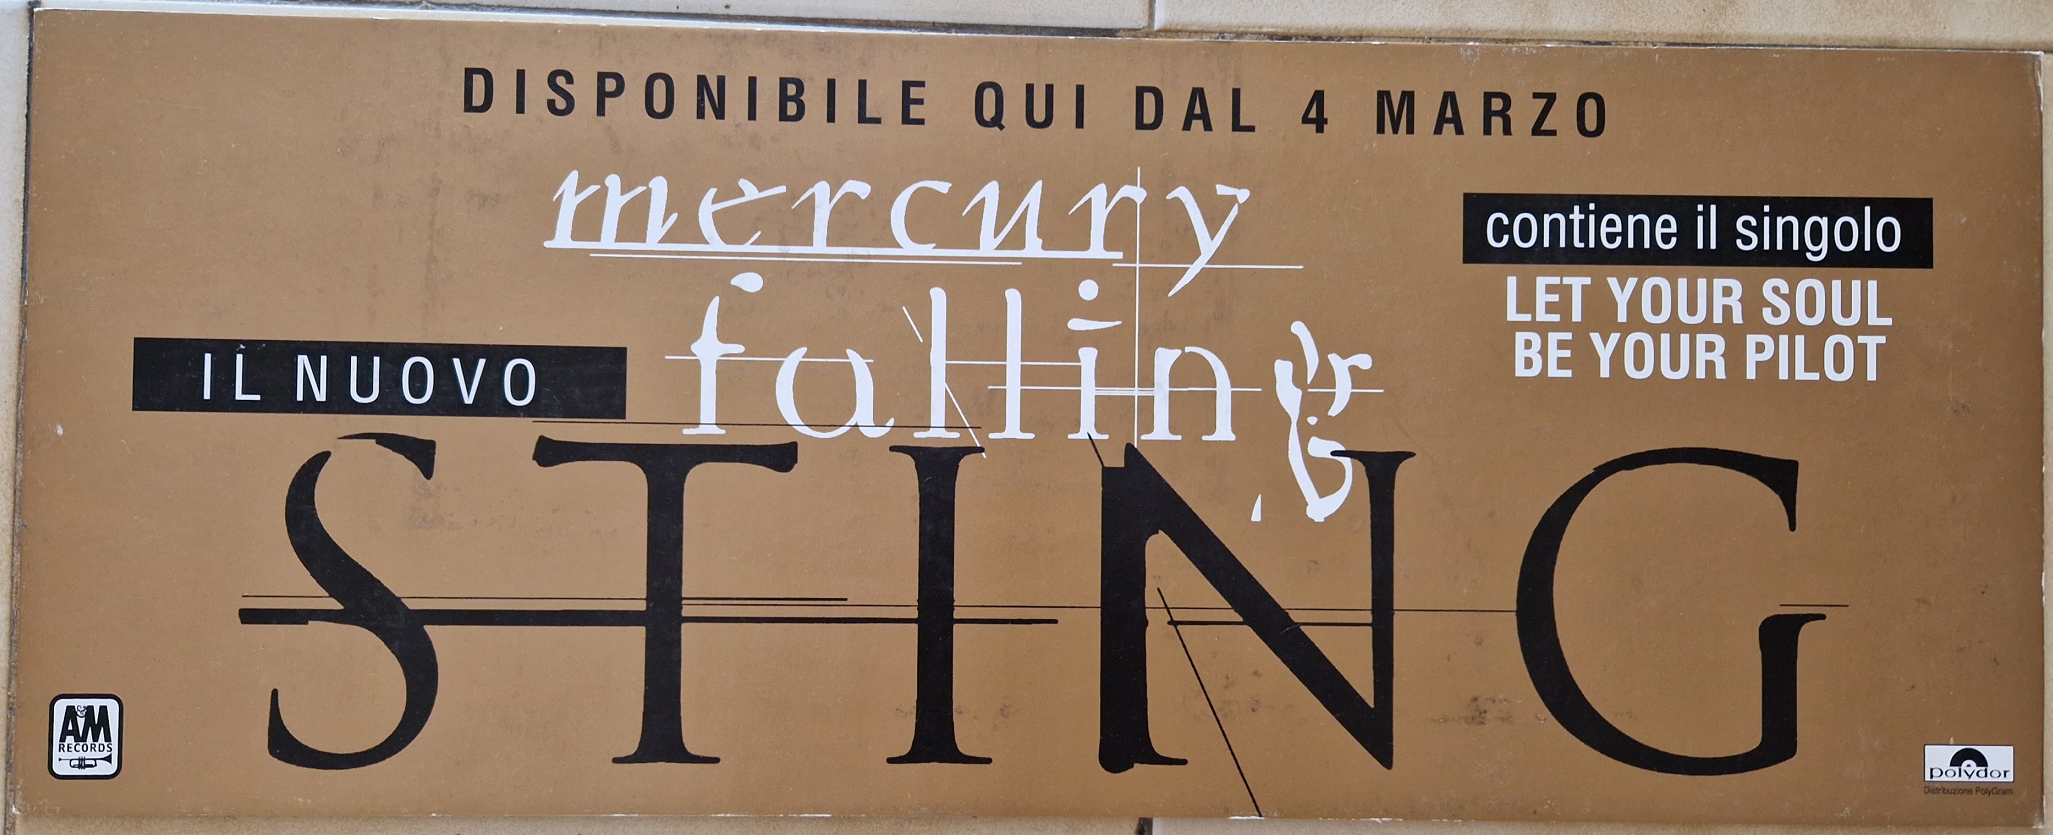 DISPONIBILE QUI DAL 4 MARZO
mercury
falling
contiene il singolo
LET YOUR SOUL
BE YOUR PILOT
IL NUOVO
STING
A&M
RECORDS
polydor
Distribuzione PolyGram